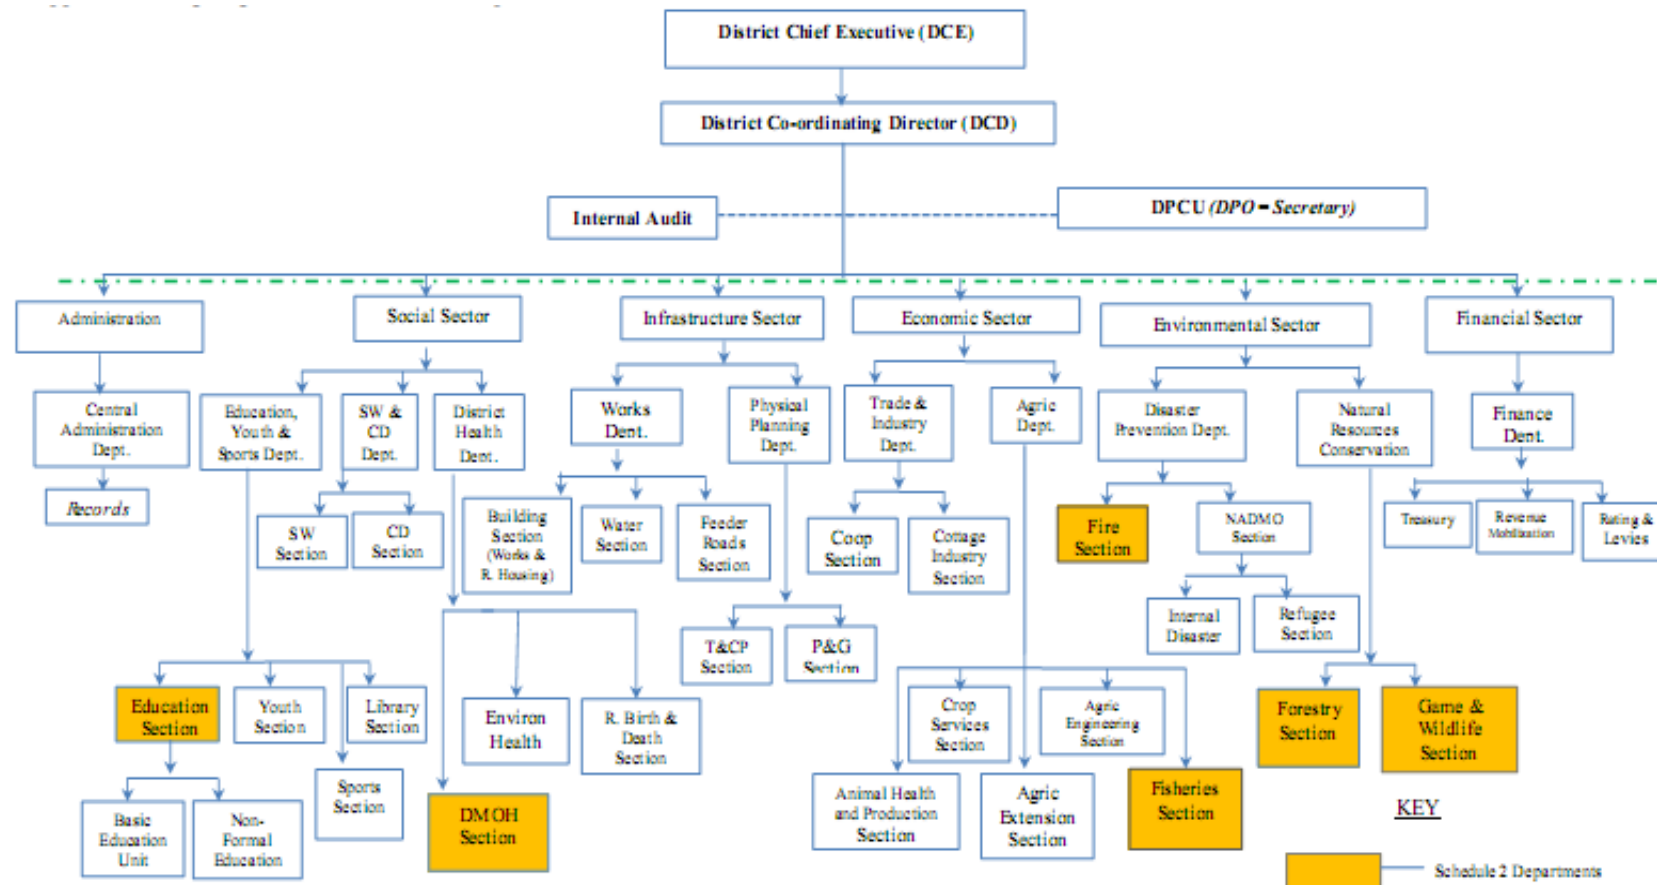 District Chief Executive (DCE)
District Co-ordinating Director (DCD)
Internal Audit
DPCU (DPO = Secretary)
Administration
Social Sector
Infrastructure Sector
Economic Sector
Environmental Sector
Financial Sector
Central
Administration
Dept.
Education,
Youth &
Sports Dept.
SW &
CD
Dept.
District
Health
Dept.
Works
Dent.
Physical
Planning
Dept.
Trade &
Industry
Dept.
Agric
Dept.
Disaster
Prevention Dept.
Natural
Resources
Conservation
Finance
Dent.
Records
SW
Section
CD
Section
Building
Section
(Works &
R. Housing)
Water
Section
Feeder
Roads
Section
Coop
Section
Cottage
Industry
Section
Fire
Section
NADMO
Section
Treasury
Revenue
Mobilization
Rating &
Levies
Internal
Disaster
Refugee
Section
T&CP
Section
P&G
Section
Education
Section
Youth
Section
Library
Section
Environ
Health
R. Birth &
Death
Section
Crop
Services
Section
Agric
Engineering
Section
Forestry
Section
Game &
Wildlife
Section
Basic
Education
Unit
Non-
Formal
Education
Sports
Section
DMOH
Section
Animal Health
and Production
Section
Agric
Extension
Section
Fisheries
Section
KEY
Schedule 2 Departments